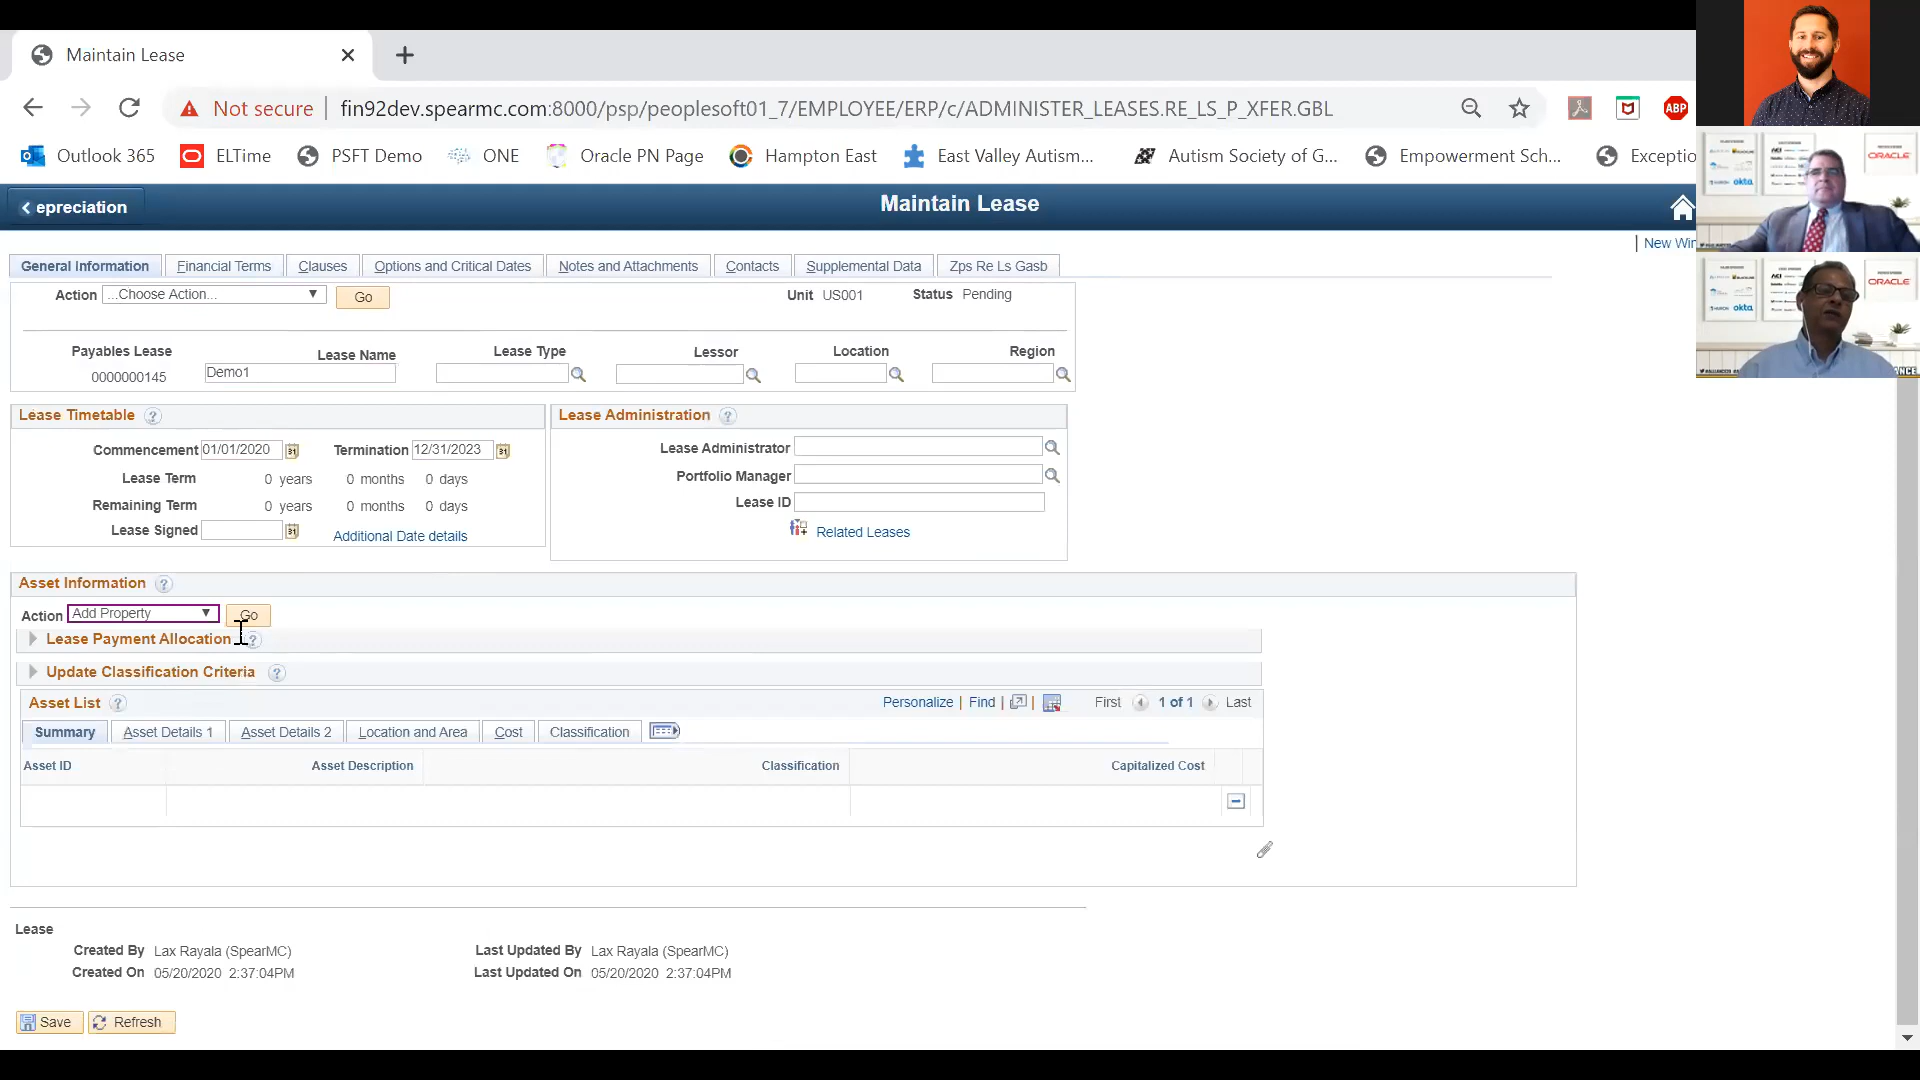 Maintain Lease
Not secure | fin92dev.spearmc.com:8000/psp/peoplesoft01_7/EMPLOYEE/ERP/c/ADMINISTER_LEASES.RE_LS_P_XFER.GBL
ABP
Outlook 365 ELTime PSFT Demo ONE Oracle PN Page Hampton East East Valley Autism... Autism Society of G... Empowerment Sch... Exceptio
epreciation Maintain Lease
New Win
General Information Financial Terms Clauses Options and Critical Dates Notes and Attachments Contacts Supplemental Data Zps Re Ls Gasb
Action ...Choose Action... Go Unit US001 Status Pending
Payables Lease Lease Name Lease Type Lessor Location Region
0000000145 Demo1
Lease Timetable Lease Administration
Commencement 01/01/2020 Termination 12/31/2023 Lease Administrator
Lease Term 0 years 0 months 0 days Portfolio Manager
Remaining Term 0 years 0 months 0 days Lease ID
Lease Signed Additional Date details Related Leases
Asset Information
Action Add Property Go
Lease Payment Allocation
Update Classification Criteria
Asset List Personalize | Find | First 1 of 1 Last
Summary Asset Details 1 Asset Details 2 Location and Area Cost Classification
Asset ID Asset Description Classification Capitalized Cost
Lease
Created By Lax Rayala (SpearMC) Last Updated By Lax Rayala (SpearMC)
Created On 05/20/2020 2:37:04PM Last Updated On 05/20/2020 2:37:04PM
Save Refresh
ORACLE
okta
ORACLE
okta